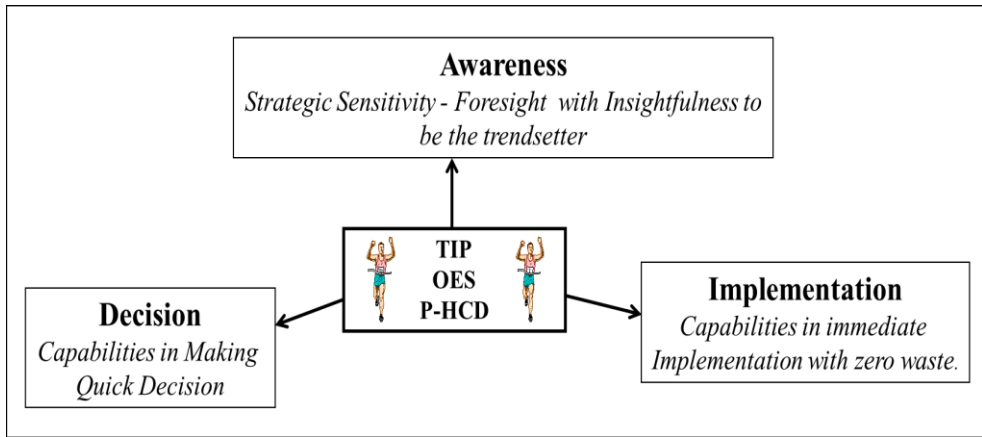 Awareness
Strategic Sensitivity - Foresight with Insightfulness to
be the trendsetter
TIP
OES
P-HCD
Decision
Capabilities in Making
Quick Decision
Implementation
Capabilities in immediate
Implementation with zero waste.